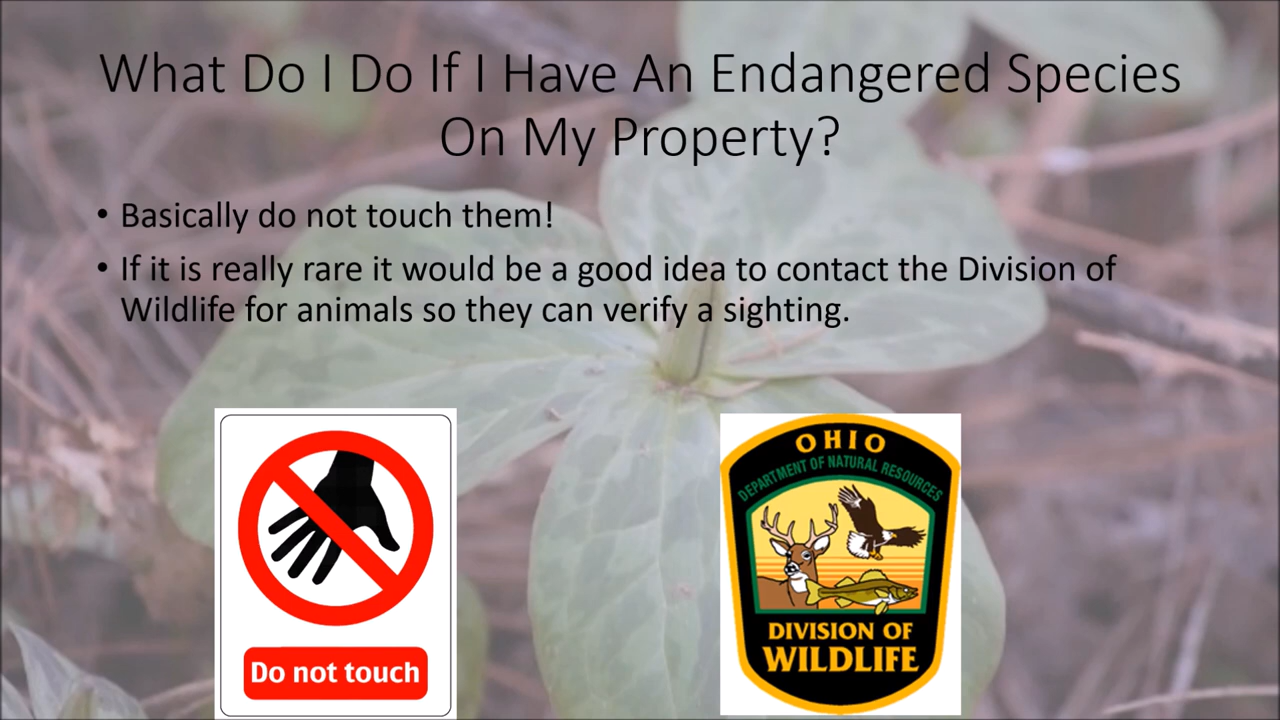 What Do I Do If I Have An Endangered Species
On My Property?
• Basically do not touch them!
• If it is really rare it would be a good idea to contact the Division of
Wildlife for animals so they can verify a sighting.
Do not touch
OHIO
DEPARTMENT OF NATURAL RESOURCES
DIVISION OF
WILDLIFE